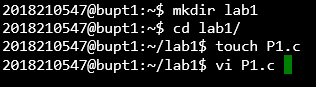 2018210547@bupt1:~$ mkdir lab1
2018210547@bupt1:~$ cd lab1/
2018210547@bupt1:~/lab1$ touch P1.c
2018210547@bupt1:~/lab1$ vi P1.c